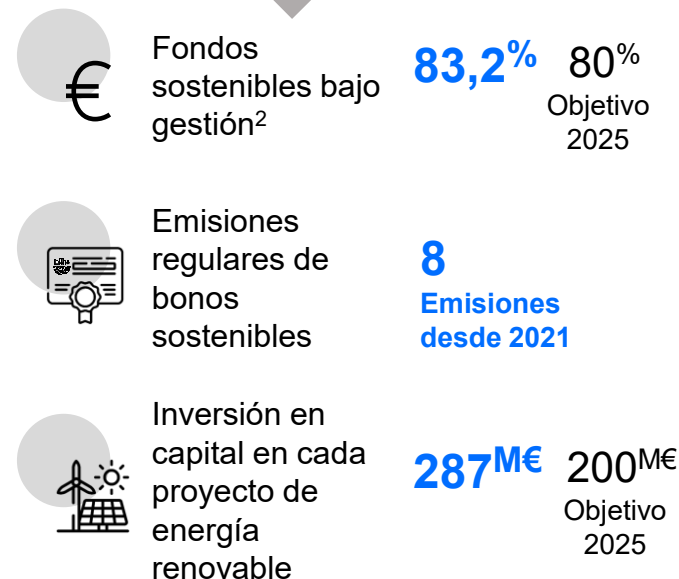 Fondos
sostenibles bajo
gestión²
83,2%
80%
Objetivo
2025
Emisiones
regulares de
bonos
sostenibles
8
Emisiones
desde 2021
Inversión en
capital en cada
proyecto de
energía
renovable
287M€
200M€
Objetivo
2025
€